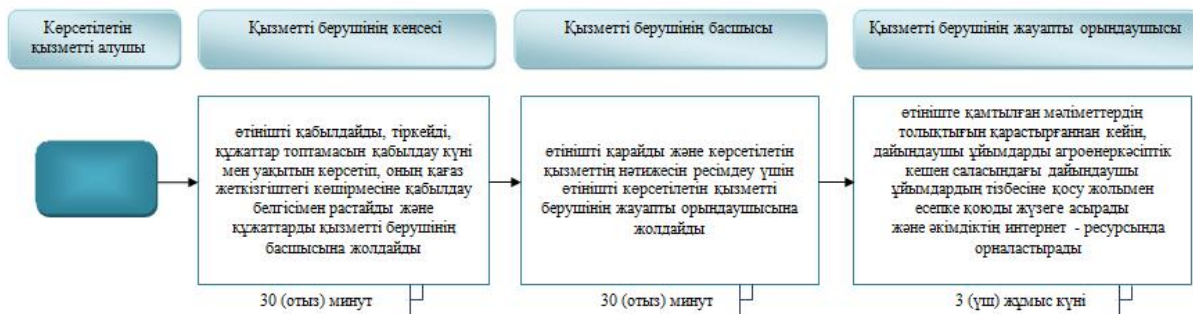 Көрсетілетін
қызметті алушы
Қызметті берушінің кеңсесі
Қызметті берушінің басшысы
Қызметті берушінің жауапты орындаушысы
өтінішті қабылдайды, тіркейді,
құжаттар топтамасын қабылдау күні
мен уақытын көрсетіп, оның қағаз
жеткізгіштегі көшірмесіне қабылдау
белгісімен растайды және
құжаттарды қызметті берушінің
басшысына жолдайды
30 (отыз) минут
өтінішті қарайды және көрсетілетін
қызметтің нәтижесін ресімдеу үшін
өтінішті көрсетілетін қызметті
берушінің жауапты орындаушысына
жолдайды
30 (отыз) минут
өтініште қамтылған мәліметтердің
толықтығын қарастырғаннан кейін,
дайындаушы ұйымдарды агроөнеркәсіптік
кешен саласындағы дайындаушы
ұйымдардың тізбесіне қосу жолымен
есепке қоюды жүзеге асырады
және әкімдіктің интернет - ресурсында
орналастырады
3 (үш) жұмыс күні